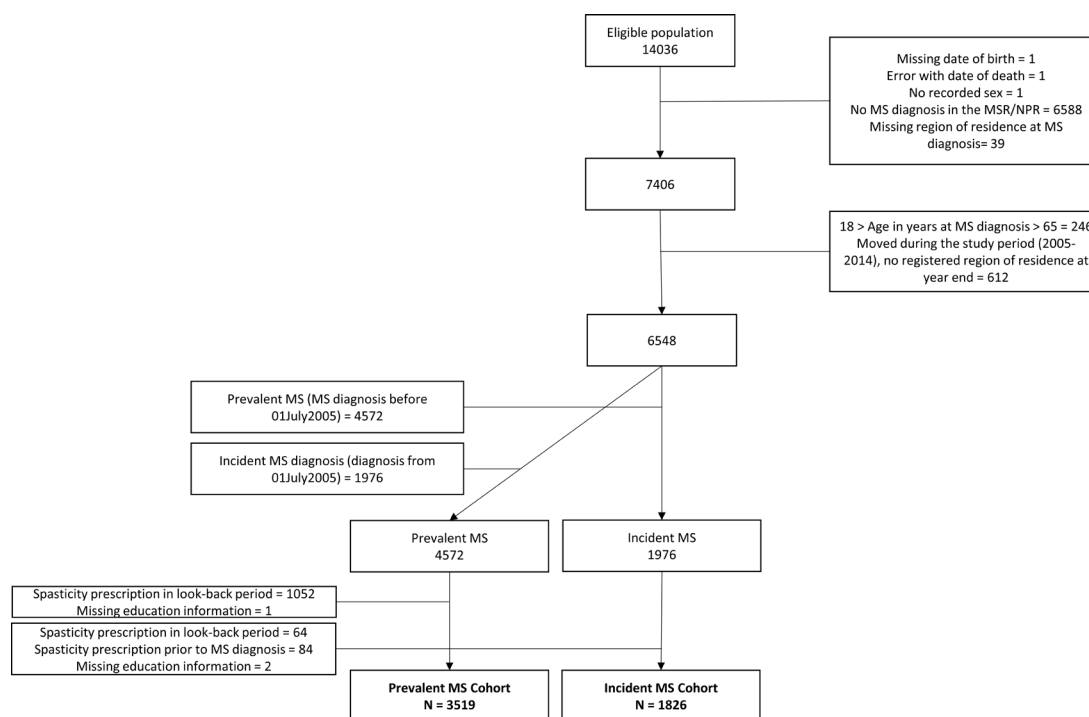 Eligible population
14036
Missing date of birth = 1
Error with date of death = 1
No recorded sex = 1
No MS diagnosis in the MSR/NPR = 6588
Missing region of residence at MS
diagnosis= 39
7406
18 > Age in years at MS diagnosis > 65 = 246
Moved during the study period (2005-
2014), no registered region of residence at
year end = 612
6548
Prevalent MS (MS diagnosis before
01July2005) = 4572
Incident MS diagnosis (diagnosis from
01July2005) = 1976
Prevalent MS
4572
Incident MS
1976
Spasticity prescription in look-back period = 1052
Missing education information = 1
Spasticity prescription in look-back period = 64
Spasticity prescription prior to MS diagnosis = 84
Missing education information = 2
Prevalent MS Cohort
N = 3519
Incident MS Cohort
N = 1826